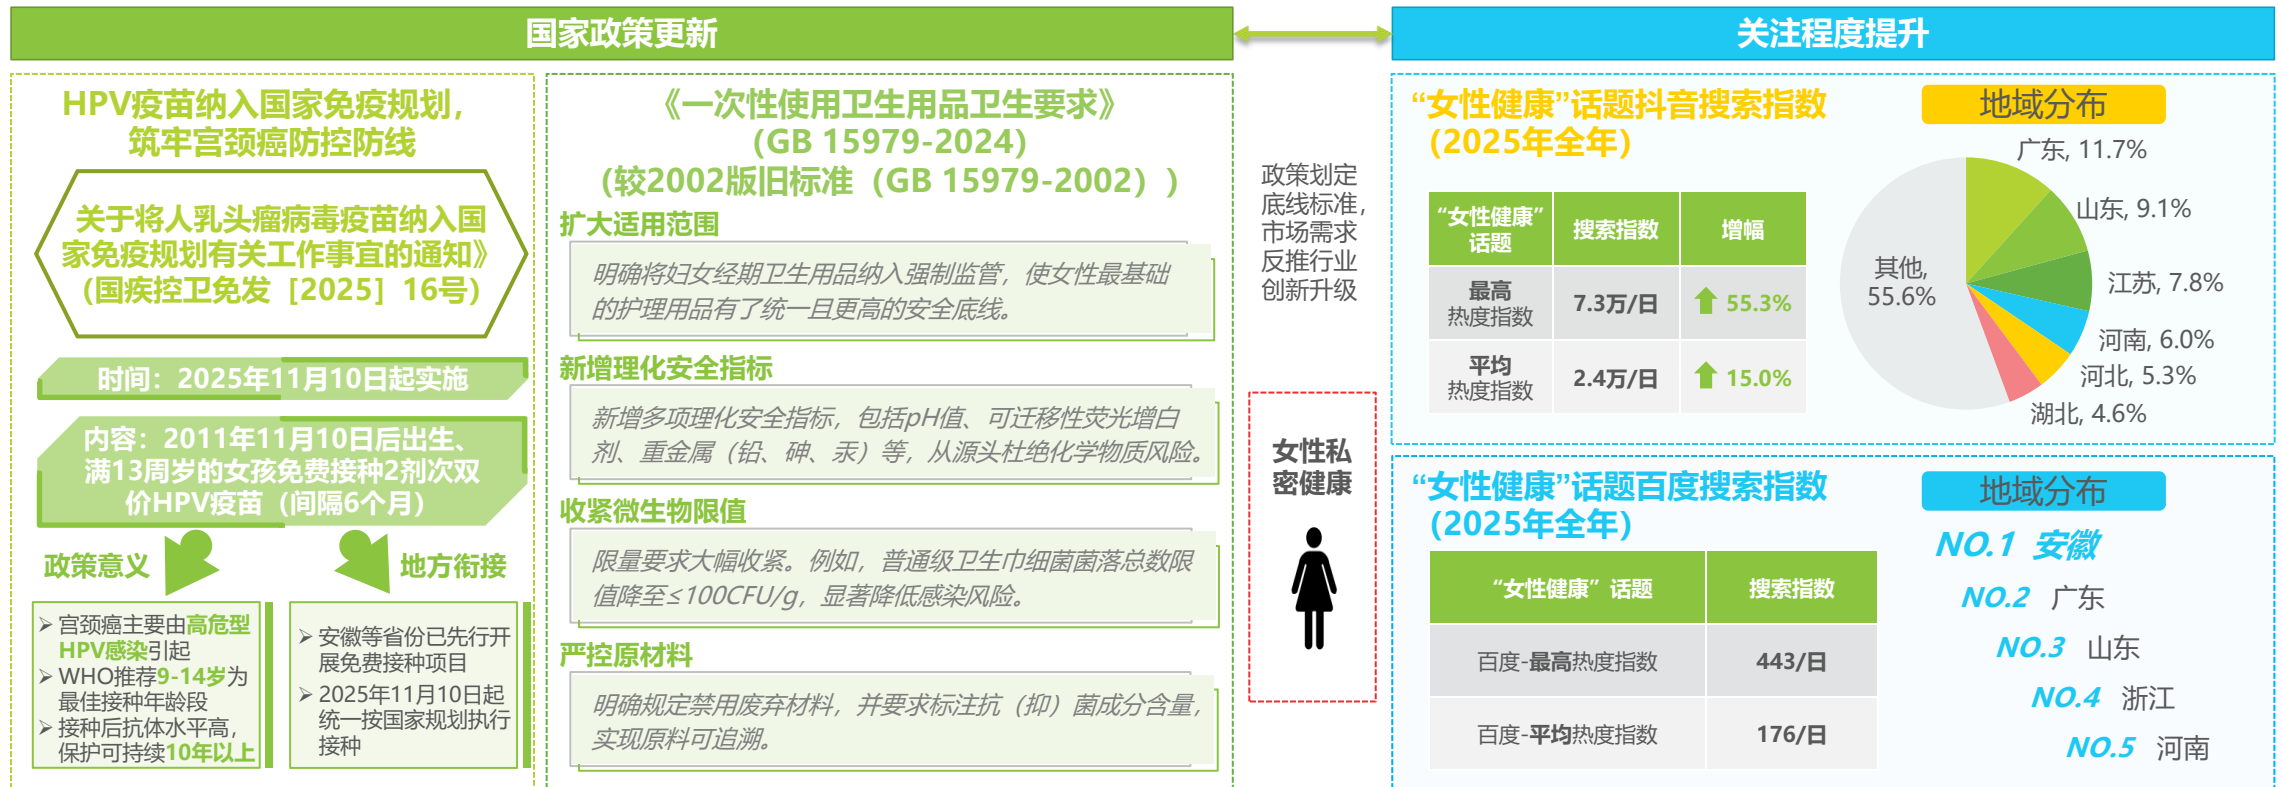 国家政策更新
关注程度提升
HPV疫苗纳入国家免疫规划，
筑牢宫颈癌防控防线
关于将人乳头瘤病毒疫苗纳入国
家免疫规划有关工作事宜的通知》
（国疾控卫免发［2025］16号）
时间：2025年11月10日起实施
内容：2011年11月10日后出生、
满13周岁的女孩免费接种2剂次双
价HPV疫苗（间隔6个月）
政策意义
地方衔接
宫颈癌主要由高危型
HPV感染引起
WHO推荐9-14岁为
最佳接种年龄段
接种后抗体水平高，
保护可持续10年以上
安徽等省份已先行开
展免费接种项目
2025年11月10日起
统一按国家规划执行
接种
《一次性使用卫生用品卫生要求》
（GB 15979-2024）
（较2002版旧标准（GB 15979-2002））
扩大适用范围
明确将妇女经期卫生用品纳入强制监管，使女性最基础
的护理用品有了统一且更高的安全底线。
新增理化安全指标
新增多项理化安全指标，包括pH值、可迁移性荧光增白
剂、重金属（铅、砷、汞）等，从源头杜绝化学物质风险。
收紧微生物限值
限量要求大幅收紧。例如，普通级卫生巾细菌菌落总数限
值降至≤100CFU/g，显著降低感染风险。
严控原材料
明确规定禁用废弃材料，并要求标注抗（抑）菌成分含量，
实现原料可追溯。
政策划定
底线标准，
市场需求
反推行业
创新升级
女性私
密健康
“女性健康”话题抖音搜索指数
（2025年全年）
“女性健康”
话题
搜索指数
增幅
最高
热度指数
7.3万/日
55.3%
平均
热度指数
2.4万/日
15.0%
地域分布
广东, 11.7%
山东, 9.1%
江苏, 7.8%
河南, 6.0%
河北, 5.3%
湖北, 4.6%
其他,
55.6%
“女性健康”话题百度搜索指数
（2025年全年）
“女性健康”话题
搜索指数
百度-最高热度指数
443/日
百度-平均热度指数
176/日
地域分布
NO.1 安徽
NO.2 广东
NO.3 山东
NO.4 浙江
NO.5 河南